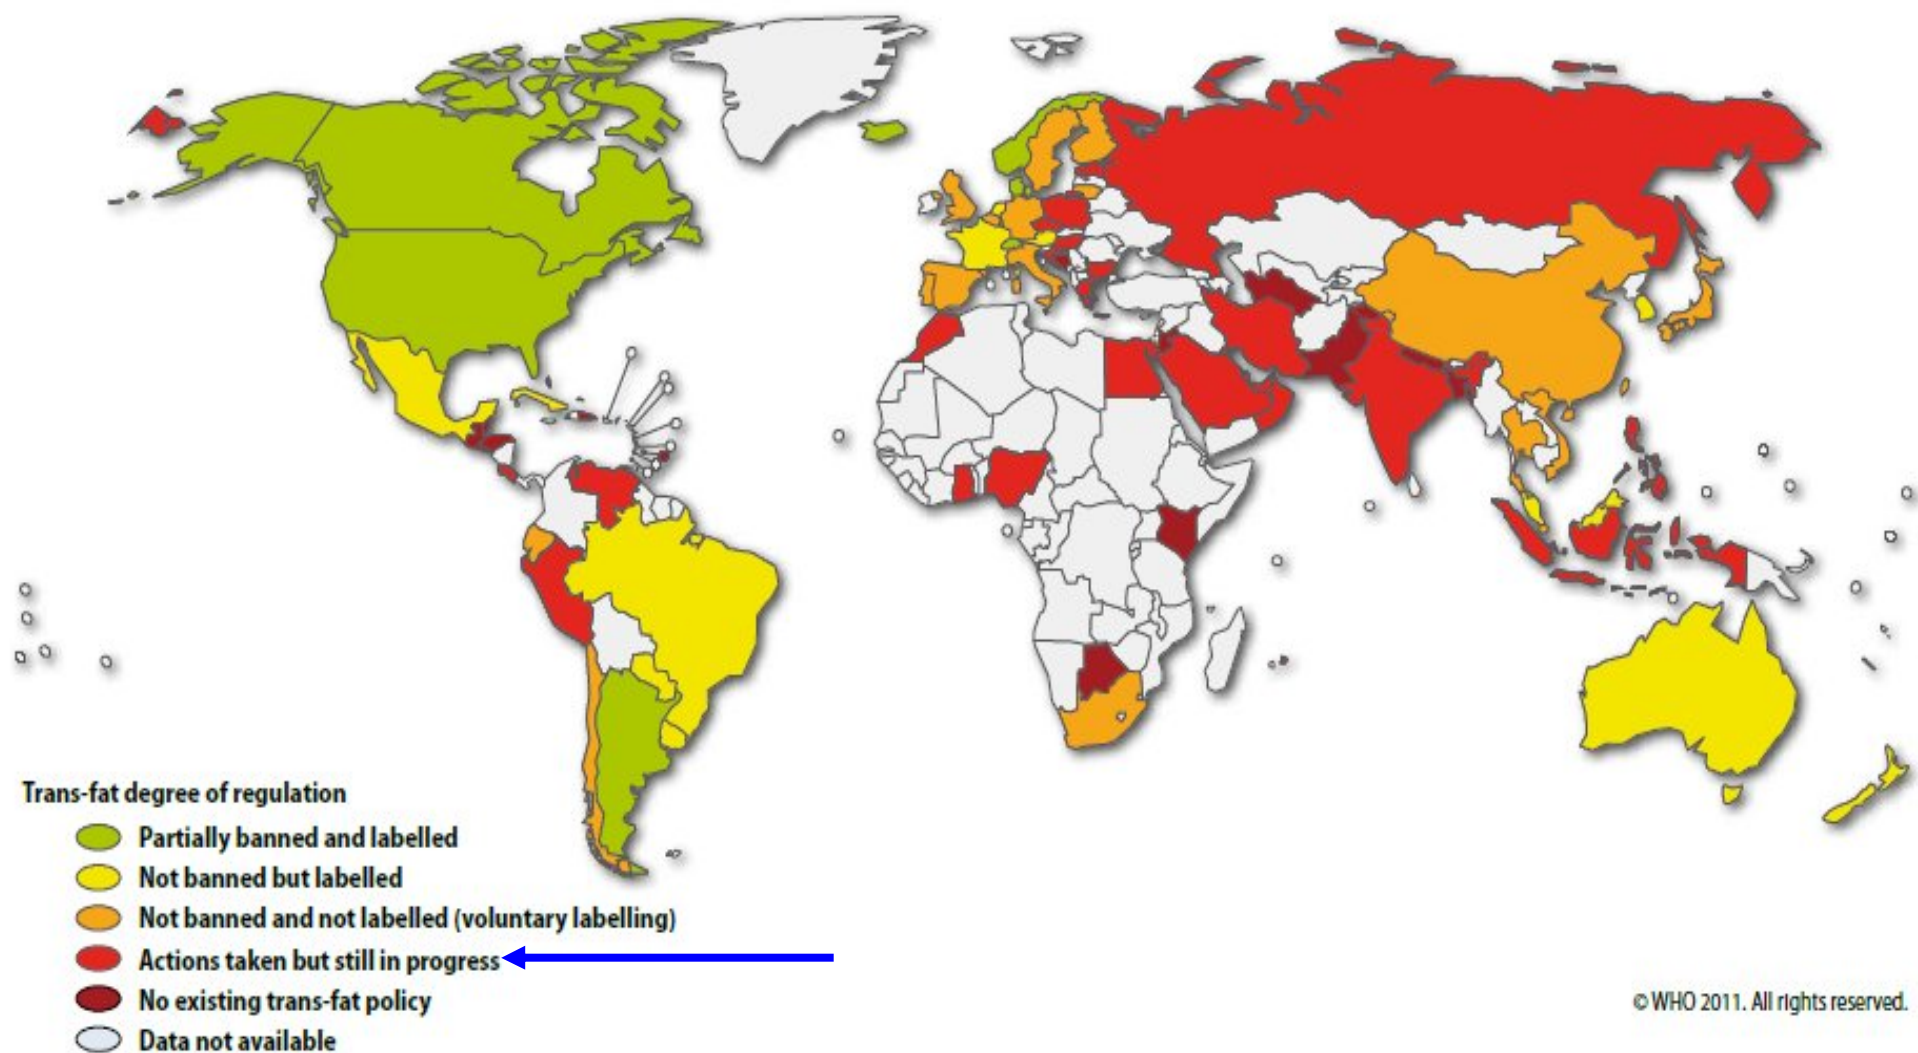 Trans-fat degree of regulation
Partially banned and labelled
Not banned but labelled
Not banned and not labelled (voluntary labelling)
Actions taken but still in progress
No existing trans-fat policy
Data not available
© WHO 2011. All rights reserved.